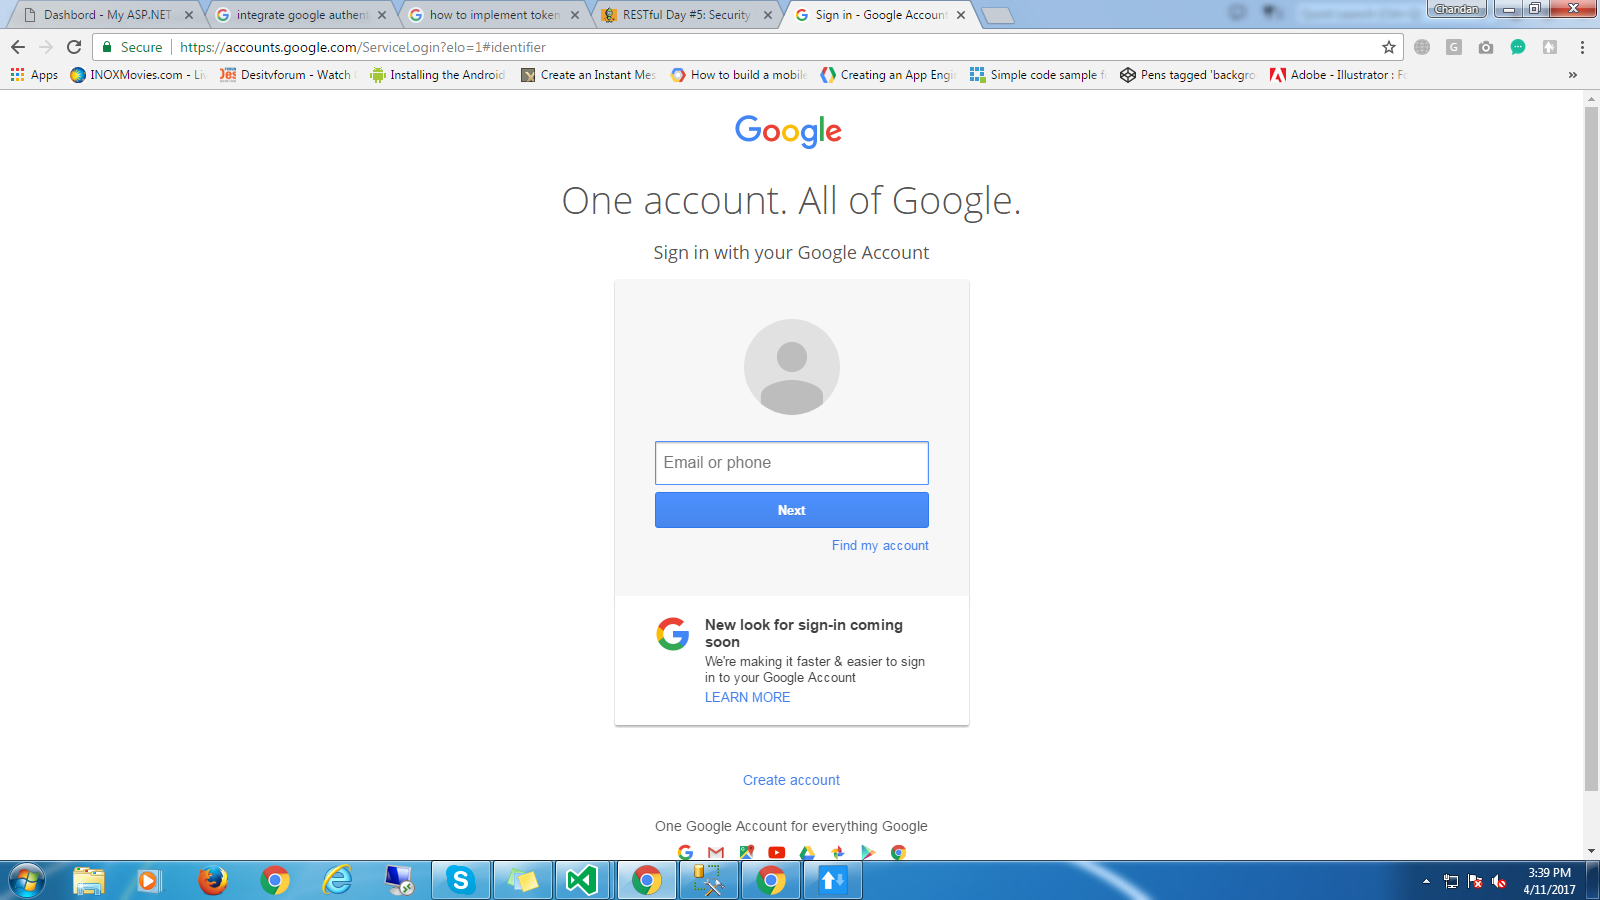 Dashbord - My ASP.NET
integrate google authen
how to implement token
RESTful Day #5: Security
Sign in - Google Account
Chandan
Secure
https://accounts.google.com/ServiceLogin?elo=1#identifier
Apps
INOXMovies.com - Li
Desitvforum - Watch
Installing the Android
Create an Instant Mes
How to build a mobile
Creating an App Engi
Simple code sample f
Pens tagged 'backgro
Adobe - Illustrator : Fo
»
Google
One account. All of Google.
Sign in with your Google Account
Email or phone
Next
Find my account
New look for sign-in coming
soon
We're making it faster & easier to sign
in to your Google Account
LEARN MORE
Create account
One Google Account for everything Google
3:39 PM
4/11/2017